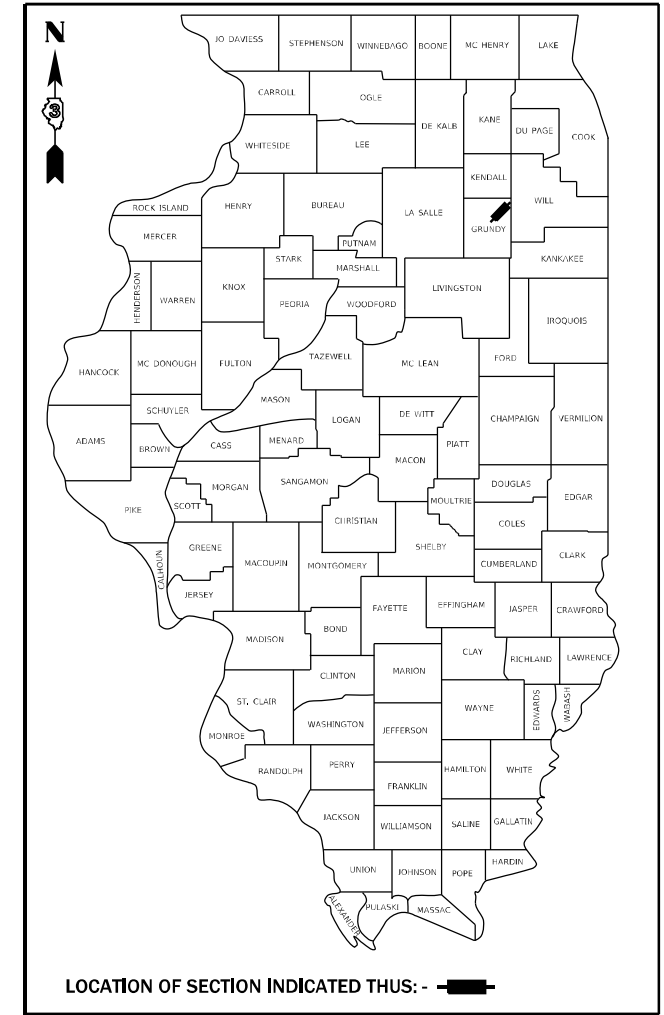 N
3
JO DAVIESS STEPHENSON WINNEBAGO BOONE MC HENRY LAKE
CARROLL OGLE
DE KALB KANE DU PAGE COOK
WHITESIDE LEE
KENDALL WILL
ROCK ISLAND HENRY BUREAU LA SALLE GRUNDY
MERCER PUTNAM
STARK MARSHALL KANKAKEE
HENDERSON WARREN KNOX PEORIA WOODFORD LIVINGSTON IROQUOIS
HANCOCK MC DONOUGH FULTON TAZEWELL MC LEAN FORD
MASON
SCHUYLER LOGAN DE WITT CHAMPAIGN VERMILION
ADAMS BROWN CASS MENARD MACON PIATT
PIKE SCOTT MORGAN SANGAMON MOULTRIE DOUGLAS EDGAR
CHRISTIAN COLES
GREENE MACOUPIN MONTGOMERY SHELBY CUMBERLAND CLARK
CALHOUN JERSEY
FAYETTE EFFINGHAM JASPER CRAWFORD
MADISON BOND
CLAY RICHLAND LAWRENCE
CLINTON MARION
ST. CLAIR WAYNE EDWARDS WABASH
WASHINGTON JEFFERSON
MONROE
RANDOLPH PERRY HAMILTON WHITE
FRANKLIN
JACKSON WILLIAMSON SALINE GALLATIN
UNION JOHNSON POPE HARDIN
ALEXANDER PULASKI MASSAC
LOCATION OF SECTION INDICATED THUS: -